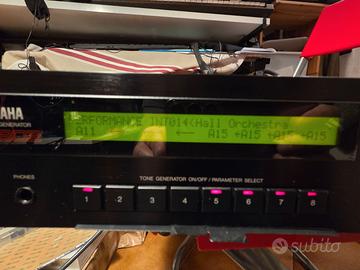 AHA
GENERATOR
PERFORMANCE INT014<Hall Orchestra
A11 <-- A15 +A15 +A15 +A15
TONE GENERATOR ON/OFF / PARAMETER SELECT
PHONES
1 2 3 4 5 6 7 8
subito